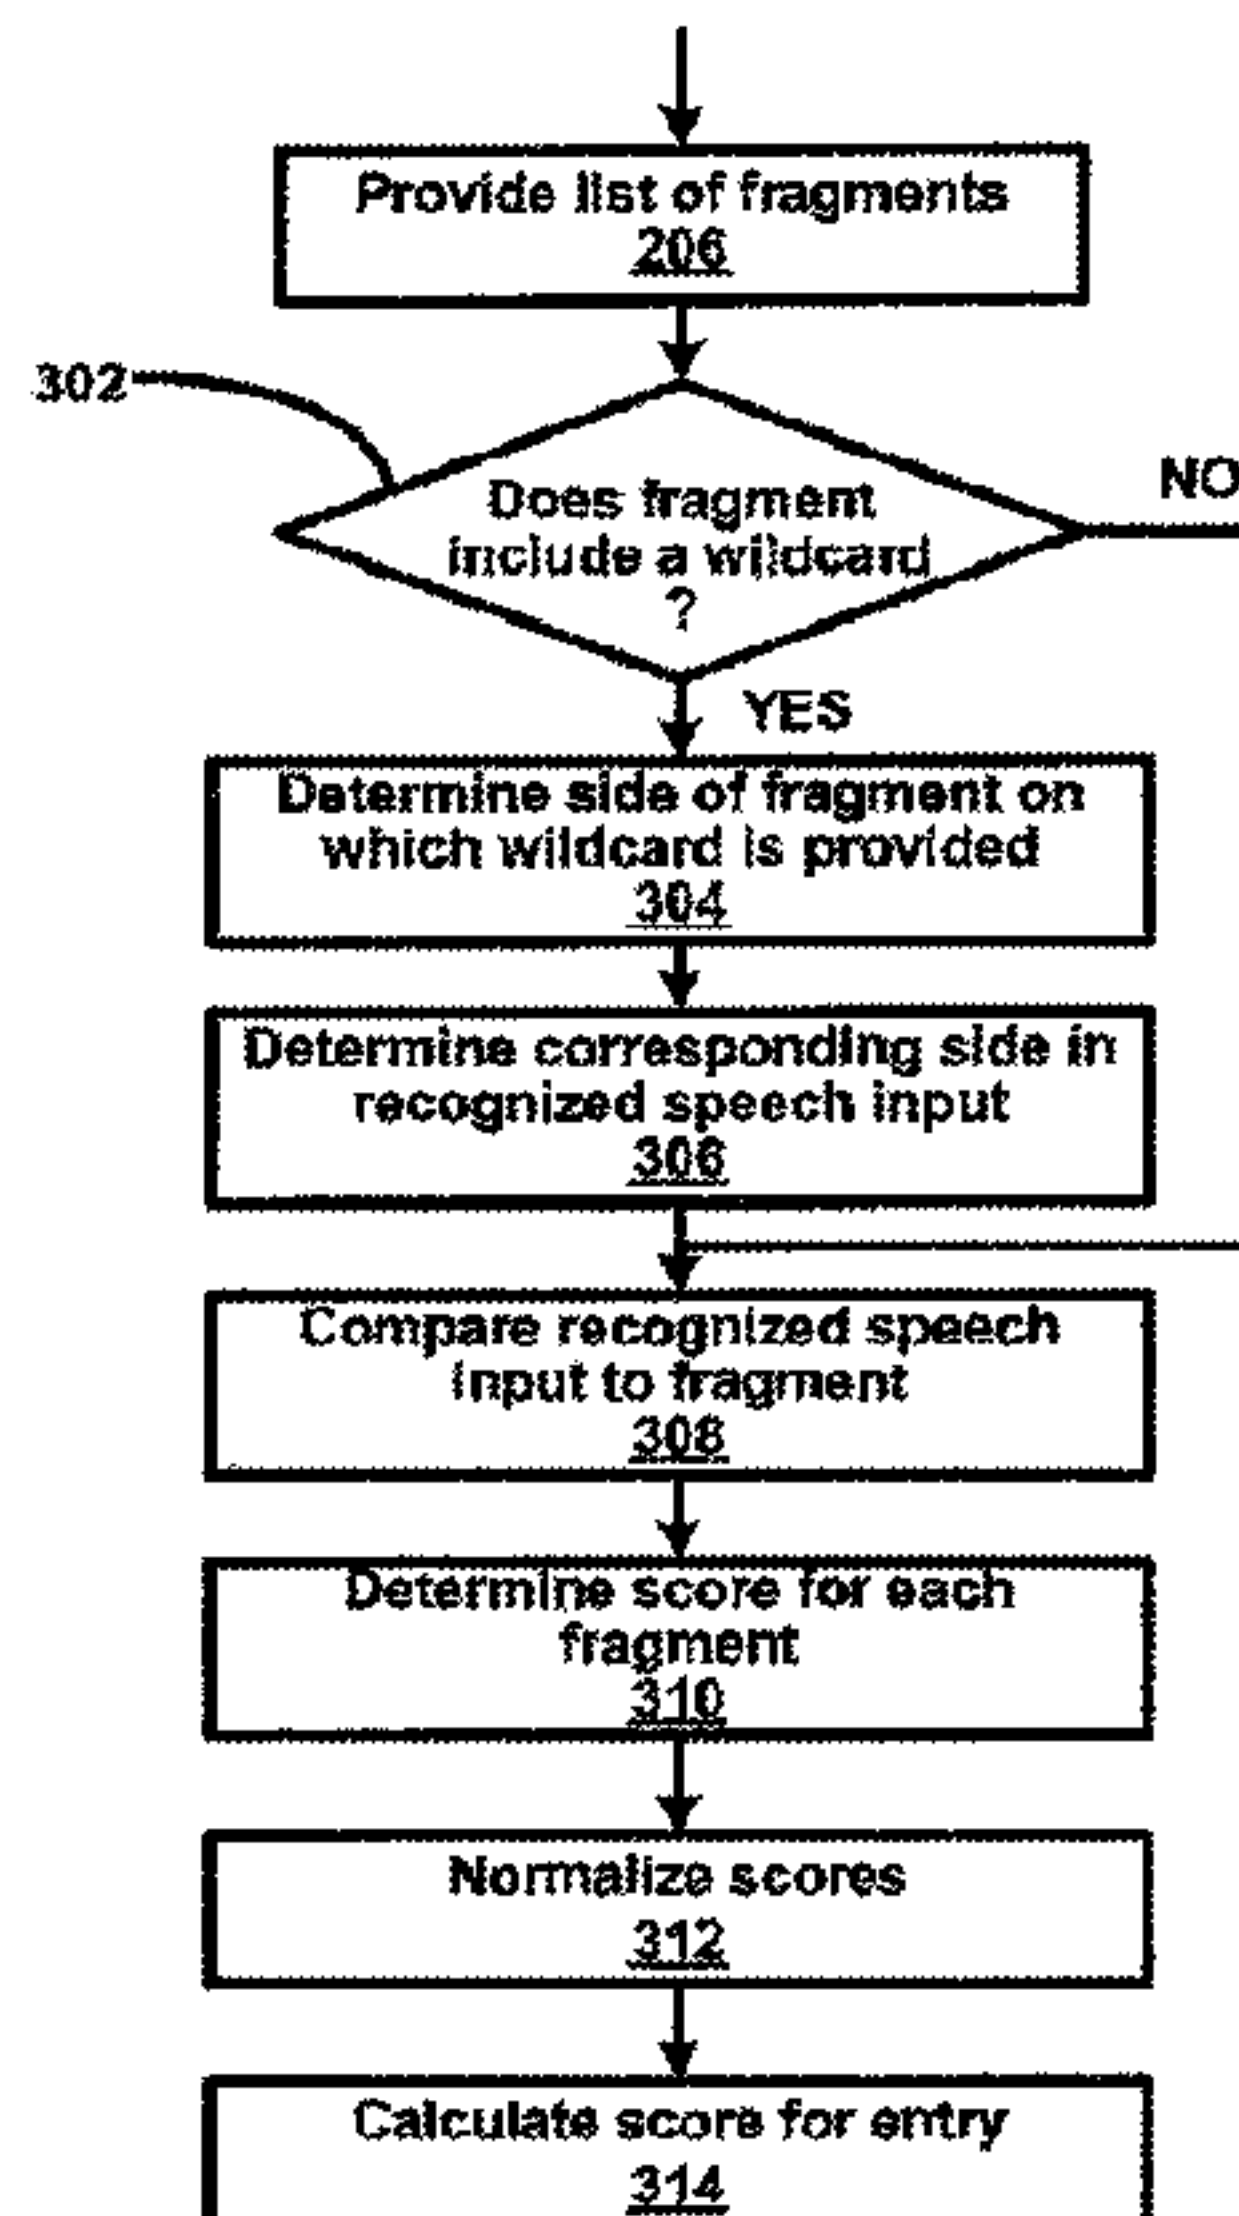 Provide list of fragments
206
302
NO
Does fragment
include a wildcard
?
YES
Determine side of fragment on
which wildcard is provided
304
Determine corresponding side in
recognized speech input
306
Compare recognized speech
input to fragment
308
Determine score for each
fragment
310
Normalize scores
312
Calculate score for entry
314